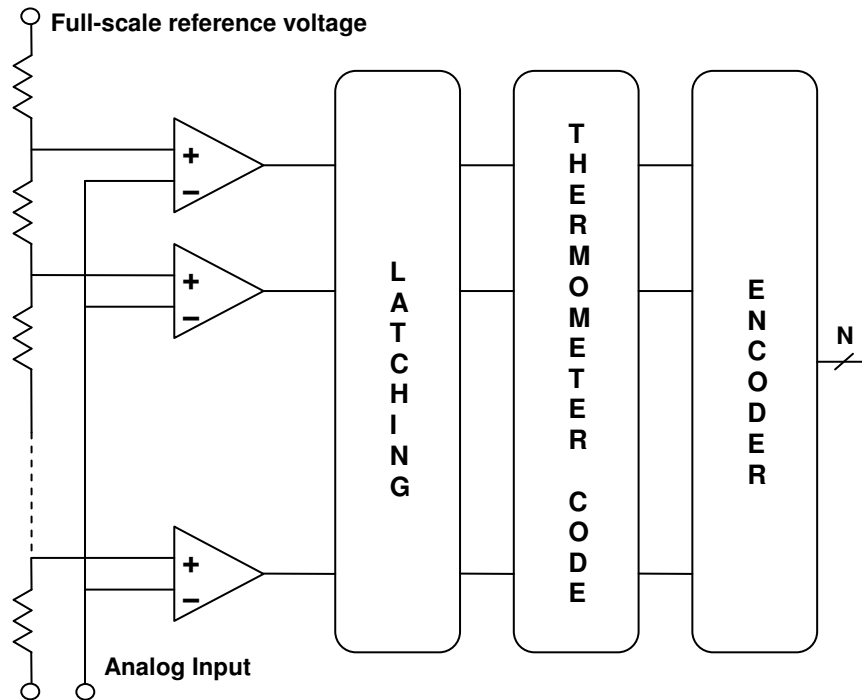 Full-scale reference voltage
+
−
+
−
+
−
LATCHING
THERMOMETER CODE
ENCODER
N
Analog Input